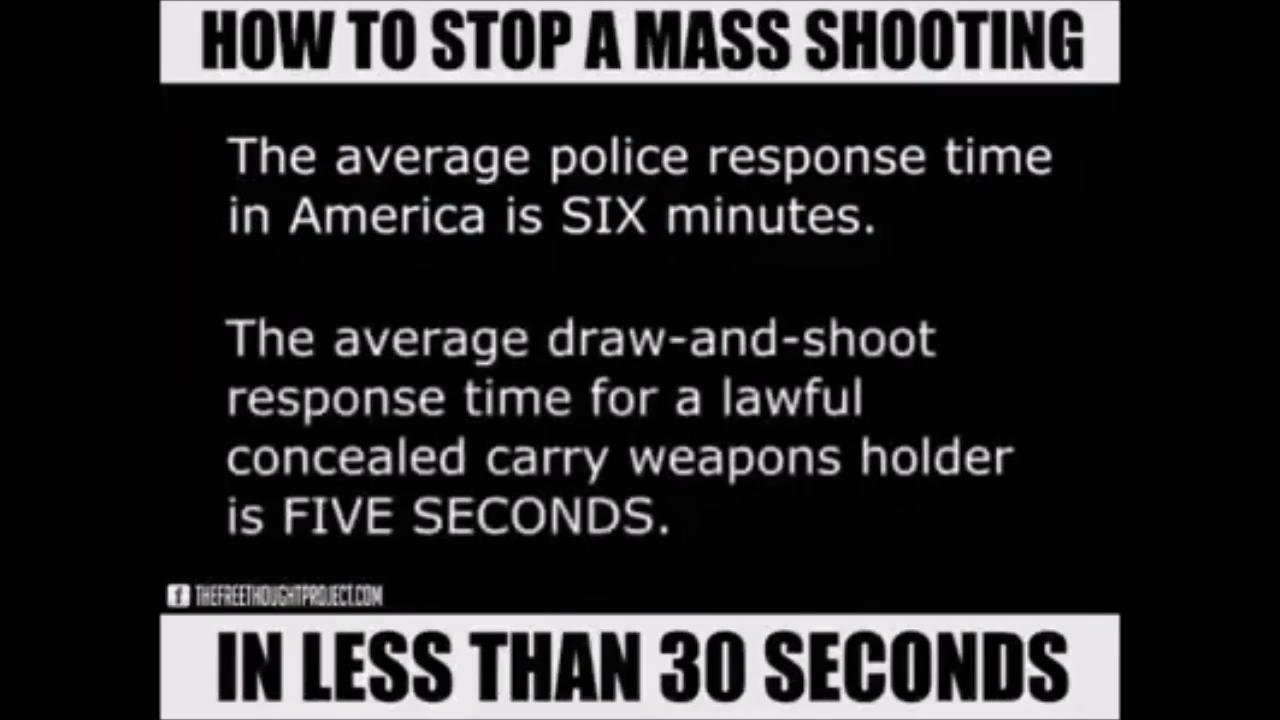 HOW TO STOP A MASS SHOOTING
The average police response time
in America is SIX minutes.
The average draw-and-shoot
response time for a lawful
concealed carry weapons holder
is FIVE SECONDS.
f THEFREETHOUGHTPROJECT.COM
IN LESS THAN 30 SECONDS